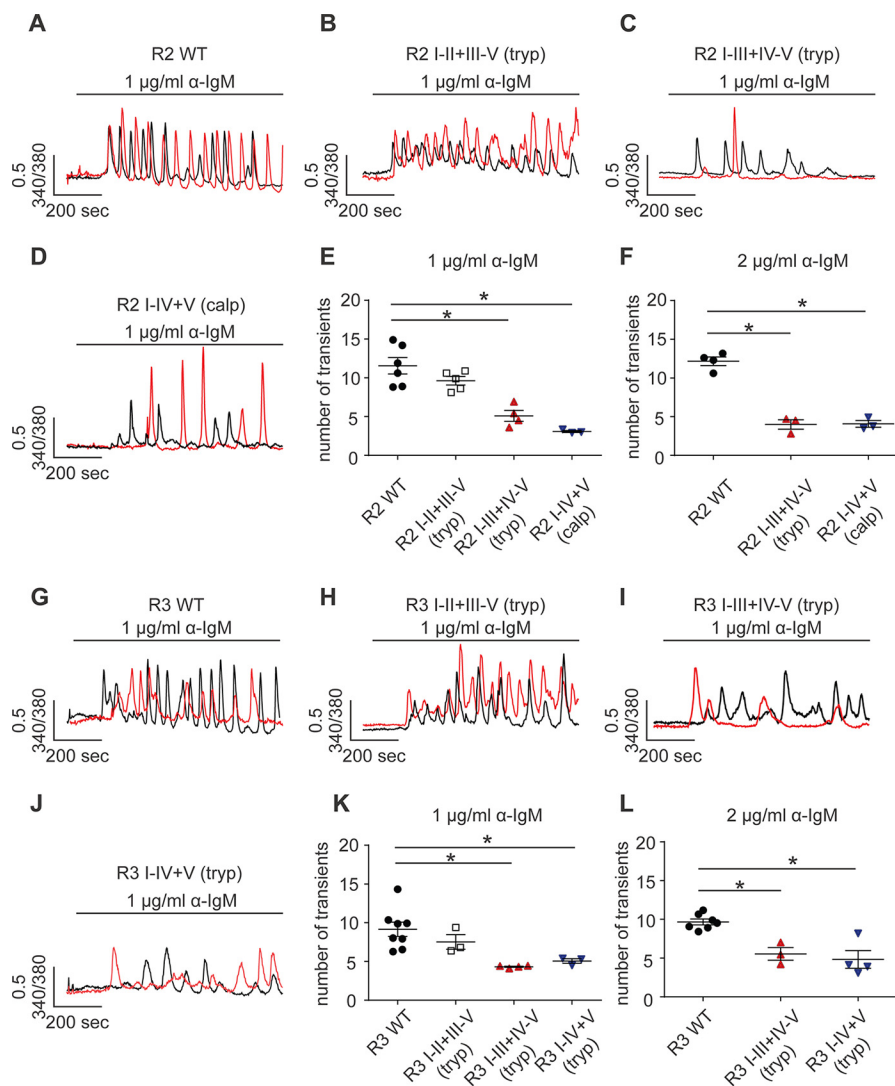 A
R2 WT
1 µg/ml α-IgM
0.5
340/380
200 sec
B
R2 I-II+III-V (tryp)
1 µg/ml α-IgM
0.5
340/380
200 sec
C
R2 I-III+IV-V (tryp)
1 µg/ml α-IgM
0.5
340/380
200 sec
D
R2 I-IV+V (calp)
1 µg/ml α-IgM
0.5
340/380
200 sec
E
1 µg/ml α-IgM
*
*
number of transients
20
15
10
5
0
R2 WT
R2 I-II+III-V
(tryp)
R2 I-III+IV-V
(tryp)
R2 I-IV+V
(calp)
F
2 µg/ml α-IgM
*
*
number of transients
20
15
10
5
0
R2 WT
R2 I-III+IV-V
(tryp)
R2 I-IV+V
(calp)
G
R3 WT
1 µg/ml α-IgM
0.5
340/380
200 sec
H
R3 I-II+III-V (tryp)
1 µg/ml α-IgM
0.5
340/380
200 sec
I
R3 I-III+IV-V (tryp)
1 µg/ml α-IgM
0.5
340/380
200 sec
J
R3 I-IV+V (tryp)
1 µg/ml α-IgM
0.5
340/380
200 sec
K
1 µg/ml α-IgM
*
*
number of transients
20
15
10
5
0
R3 WT
R3 I-II+III-V
(tryp)
R3 I-III+IV-V
(tryp)
R3 I-IV+V
(tryp)
L
2 µg/ml α-IgM
*
*
number of transients
20
15
10
5
0
R3 WT
R3 I-III+IV-V
(tryp)
R3 I-IV+V
(tryp)